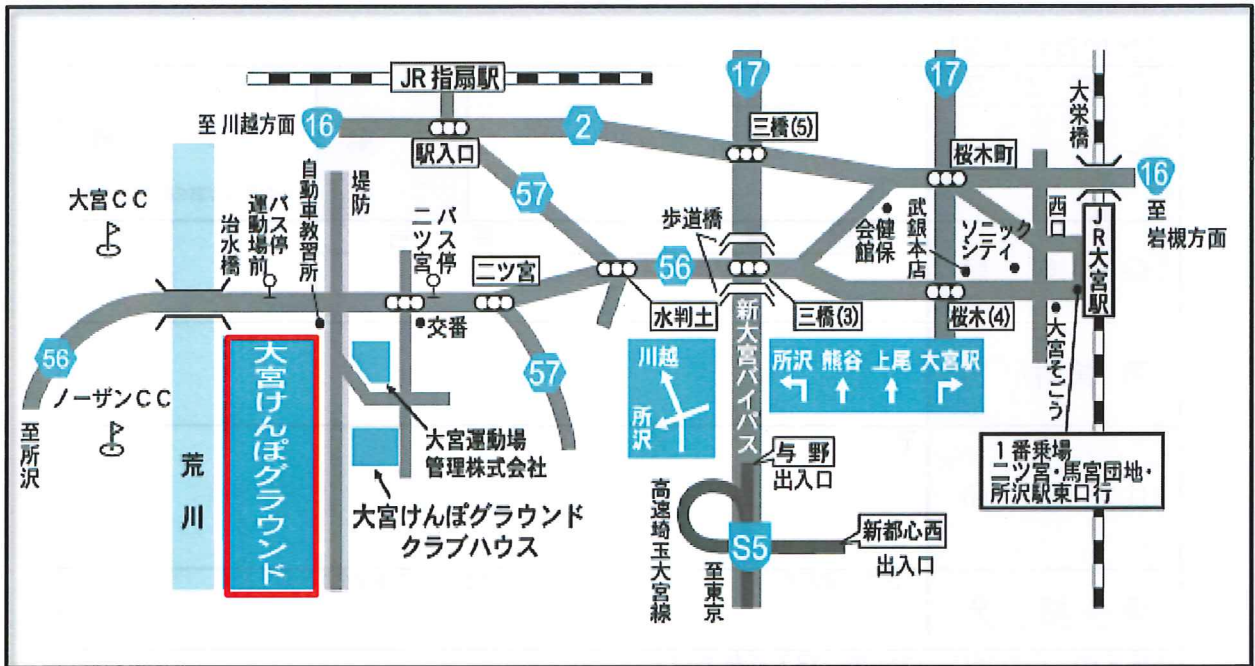 JR指扇駅
至川越方面
16
駅入口
2
57
17
三橋(5)
17
桜木町
大栄橋
16
至
岩槻方面
大宮CC
治水橋
バス停
運動場前
自動車教習所
堤防
バス停
二ツ宮
交番
二ツ宮
56
水判土
歩道橋
三橋(3)
健保
会館
武銀本店
ソニック
シティ
西口
JR大宮駅
桜木(4)
大宮そごう
56
ノーザンCC
至所沢
荒川
大宮けんぽグラウンド
57
大宮運動場
管理株式会社
大宮けんぽグラウンド
クラブハウス
川越
所沢
新大宮バイパス
所沢 熊谷 上尾 大宮駅
与野
出入口
高速埼玉大宮線
S5
至東京
新都心西
出入口
1番乗場
二ツ宮・馬宮団地・
所沢駅東口行